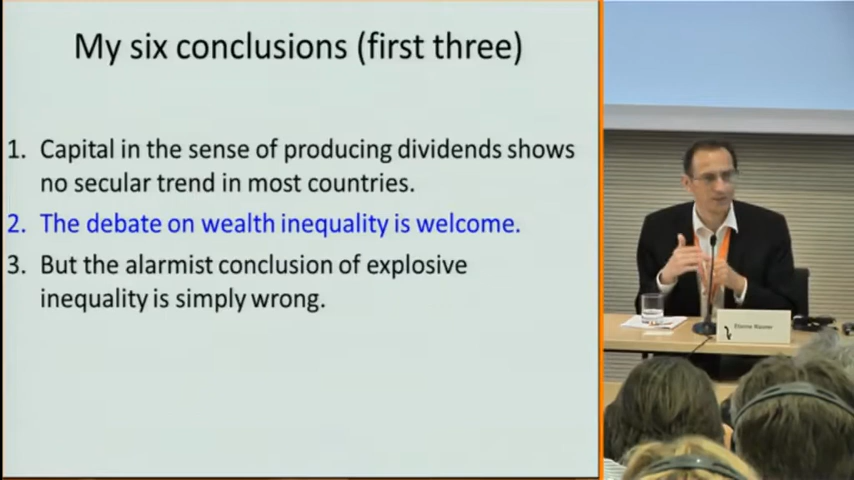 My six conclusions (first three)
1. Capital in the sense of producing dividends shows
no secular trend in most countries.
2. The debate on wealth inequality is welcome.
3. But the alarmist conclusion of explosive
inequality is simply wrong.
Etienne Wasmer